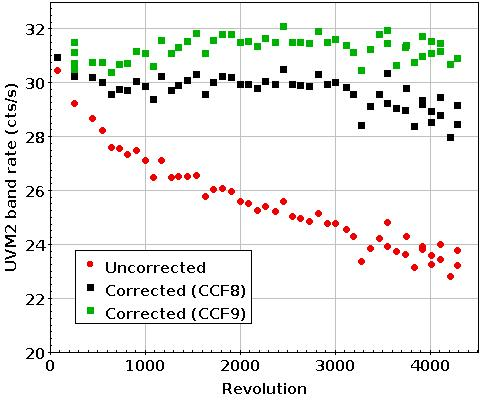 32
30
28
26
24
22
20
UVM2 band rate (cts/s)
Uncorrected
Corrected (CCF8)
Corrected (CCF9)
0
1000
2000
3000
4000
Revolution